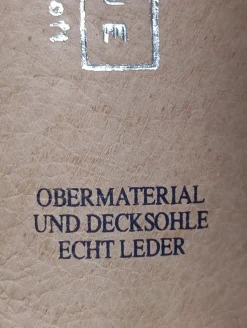 OBERMATERIAL
UND DECKSOHLE
ECHT LEDER